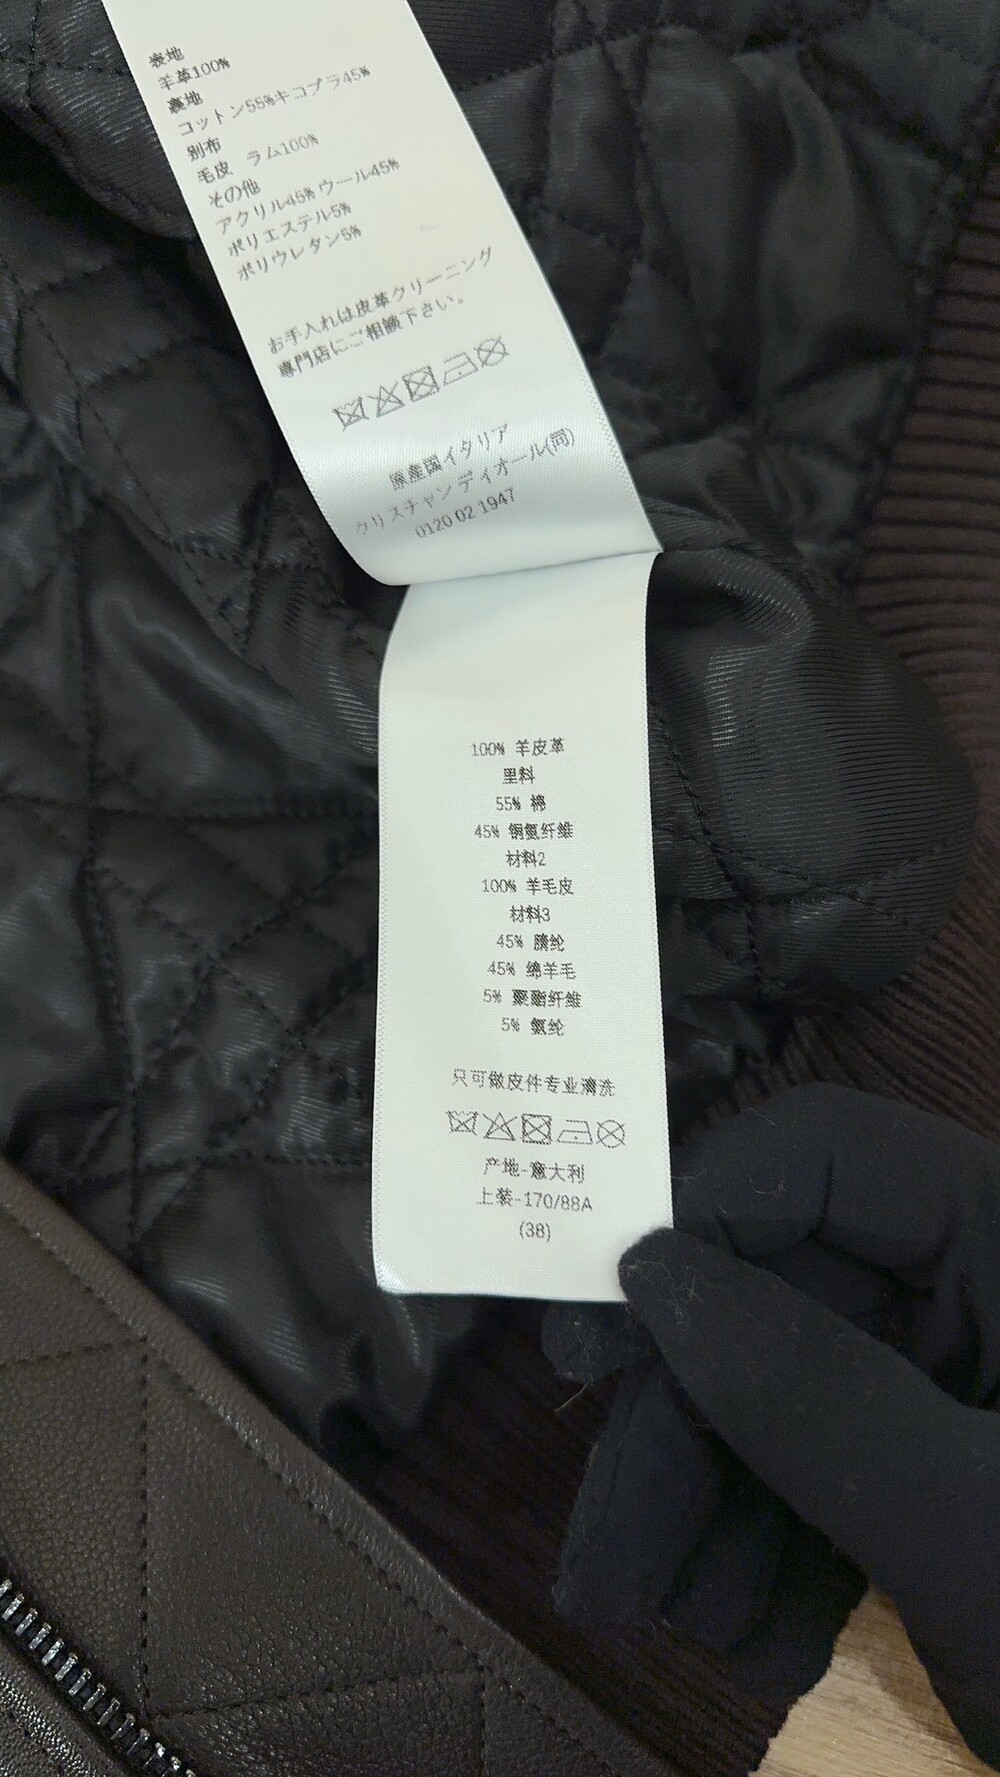 表地
羊革100%
裏地
コットン55%キュプラ45%
別布
毛皮 ラム100%
その他
アクリル45% ウール45%
ポリエステル5%
ポリウレタン5%
お手入れは皮革クリーニング
専門店にご相談下さい。
原産国イタリア
クリスチャンディオール(同)
0120 02 1947
100% 羊皮革
里料
55% 棉
45% 铜氨纤维
材料2
100% 羊毛皮
材料3
45% 腈纶
45% 绵羊毛
5% 聚酯纤维
5% 氨纶
只可做皮件专业清洗
产地-意大利
上装-170/88A
(38)